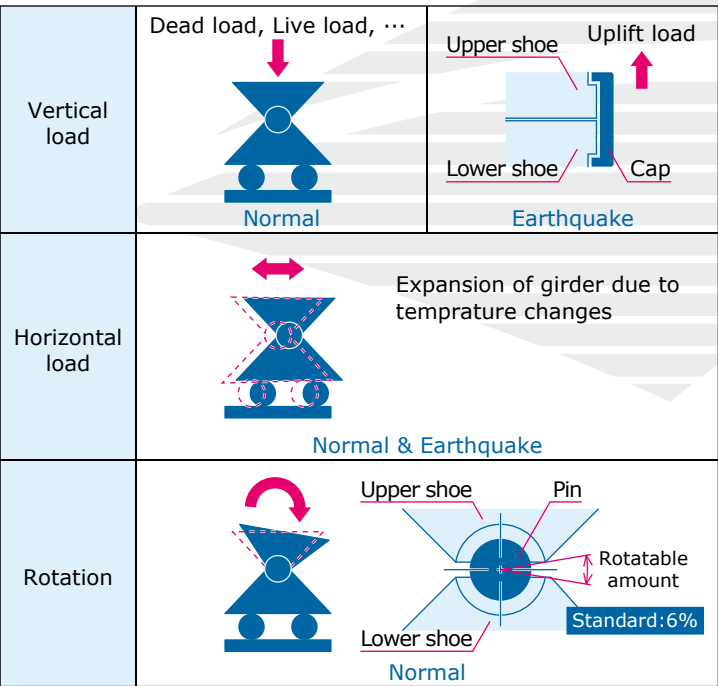 Vertical
load
Dead load, Live load, ⋯
Normal
Upper shoe
Uplift load
Lower shoe
Cap
Earthquake
Horizontal
load
Expansion of girder due to
temprature changes
Normal & Earthquake
Rotation
Upper shoe
Pin
Rotatable
amount
Standard:6%
Lower shoe
Normal